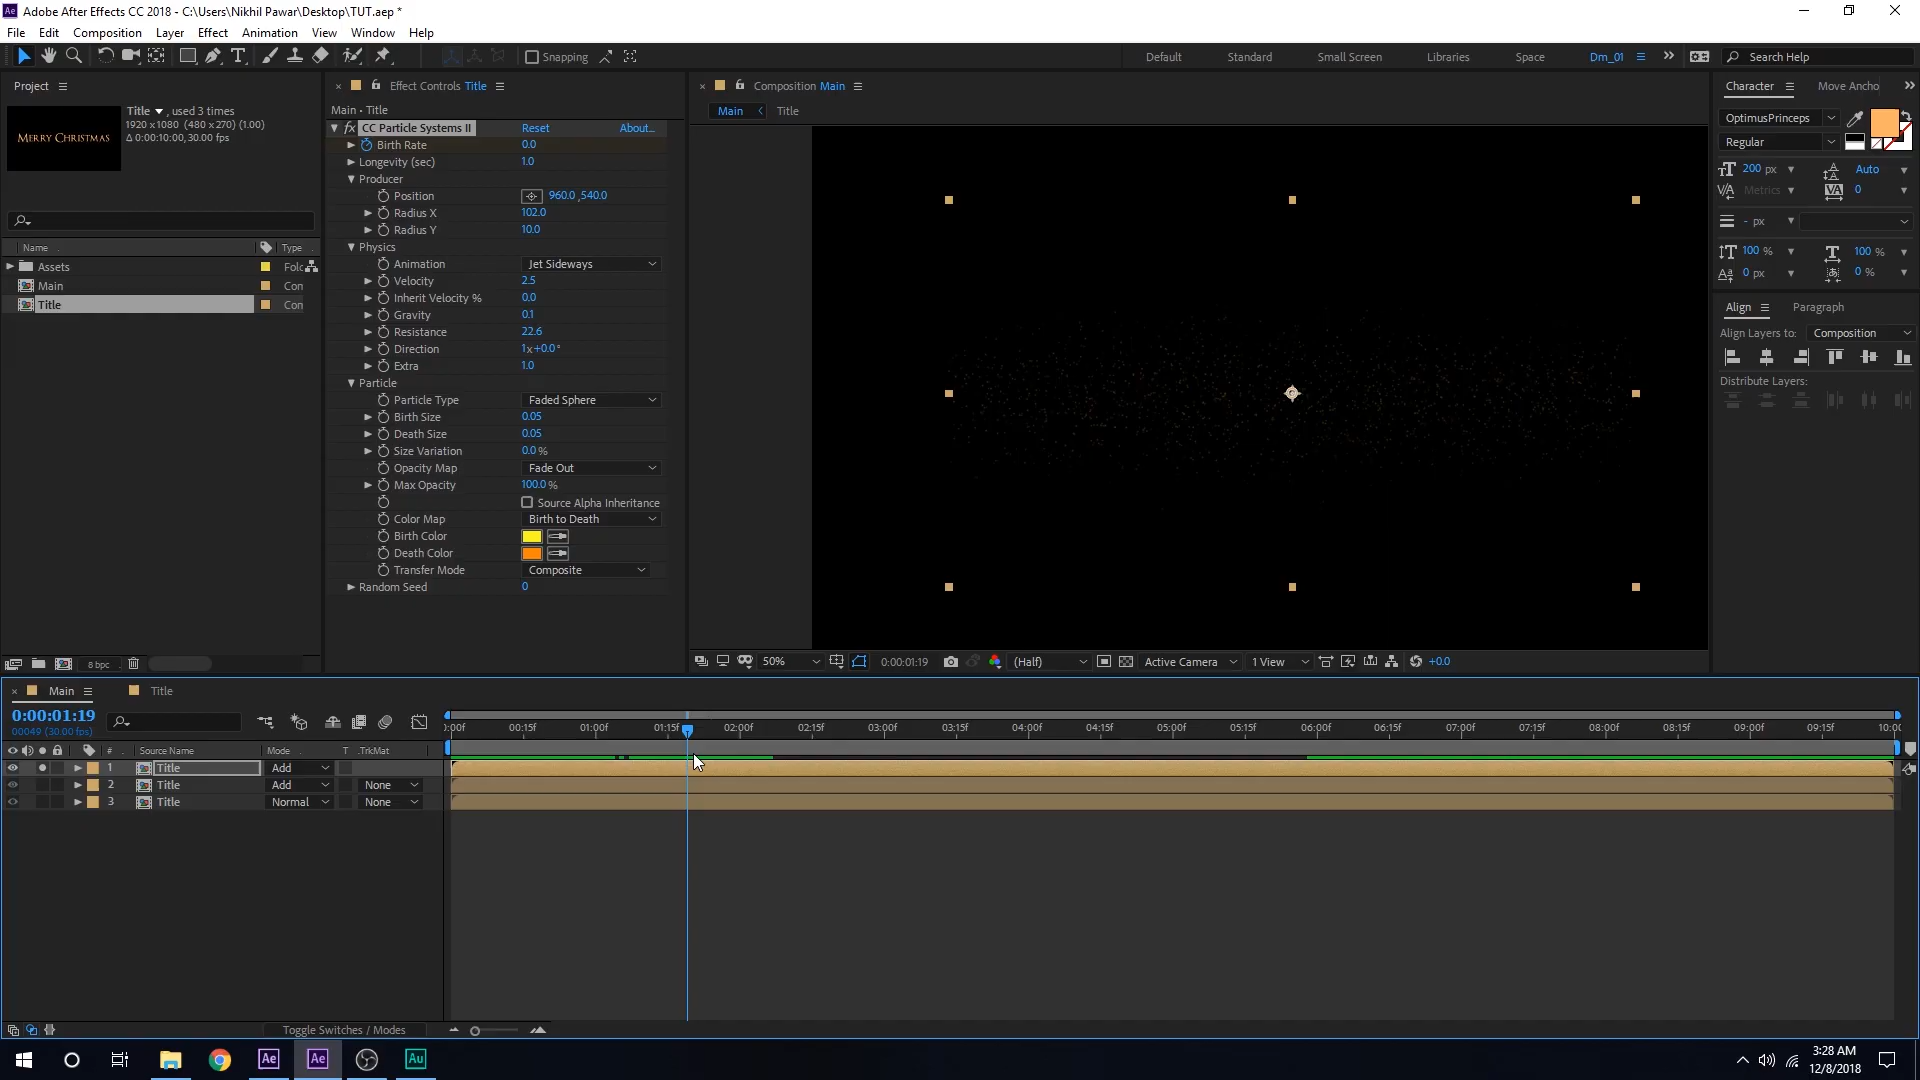 Adobe After Effects CC 2018 - C:\Users\Nikhil Pawar\Desktop\TUT.aep *
File Edit Composition Layer Effect Animation View Window Help
Snapping Default Standard Small Screen Libraries Space Dm_01 Search Help
Project
MERRY CHRISTMAS
Title , used 3 times
1920 x 1080 (480 x 270) (1.00)
Δ 0:00:10:00, 30.00 fps
Name Type
Assets Folc
Main Con
Title Con
8 bpc
Effect Controls Title
Main • Title
fx CC Particle Systems II Reset About...
Birth Rate 0.0
Longevity (sec) 1.0
Producer
Position 960.0 ,540.0
Radius X 102.0
Radius Y 10.0
Physics
Animation Jet Sideways
Velocity 2.5
Inherit Velocity % 0.0
Gravity 0.1
Resistance 22.6
Direction 1x+0.0°
Extra 1.0
Particle
Particle Type Faded Sphere
Birth Size 0.05
Death Size 0.05
Size Variation 0.0 %
Opacity Map Fade Out
Max Opacity 100.0 %
Source Alpha Inheritance
Color Map Birth to Death
Birth Color
Death Color
Transfer Mode Composite
Random Seed 0
Composition Main
Main Title
50% 0:00:01:19 (Half) Active Camera 1 View +0.0
Character Move Ancho
OptimusPrinceps
Regular
200 px Auto
Metrics 0
- px
100 % 100 %
0 px 0 %
Align Paragraph
Align Layers to: Composition
Distribute Layers:
Main Title
0:00:01:19
00049 (30.00 fps)
:00f 00:15f 01:00f 01:15f 02:00f 02:15f 03:00f 03:15f 04:00f 04:15f 05:00f 05:15f 06:00f 06:15f 07:00f 07:15f 08:00f 08:15f 09:00f 09:15f 10:00
# Source Name Mode T .TrkMat
1 Title Add
2 Title Add None
3 Title Normal None
Toggle Switches / Modes
Ae Ae Au
3:28 AM
12/8/2018